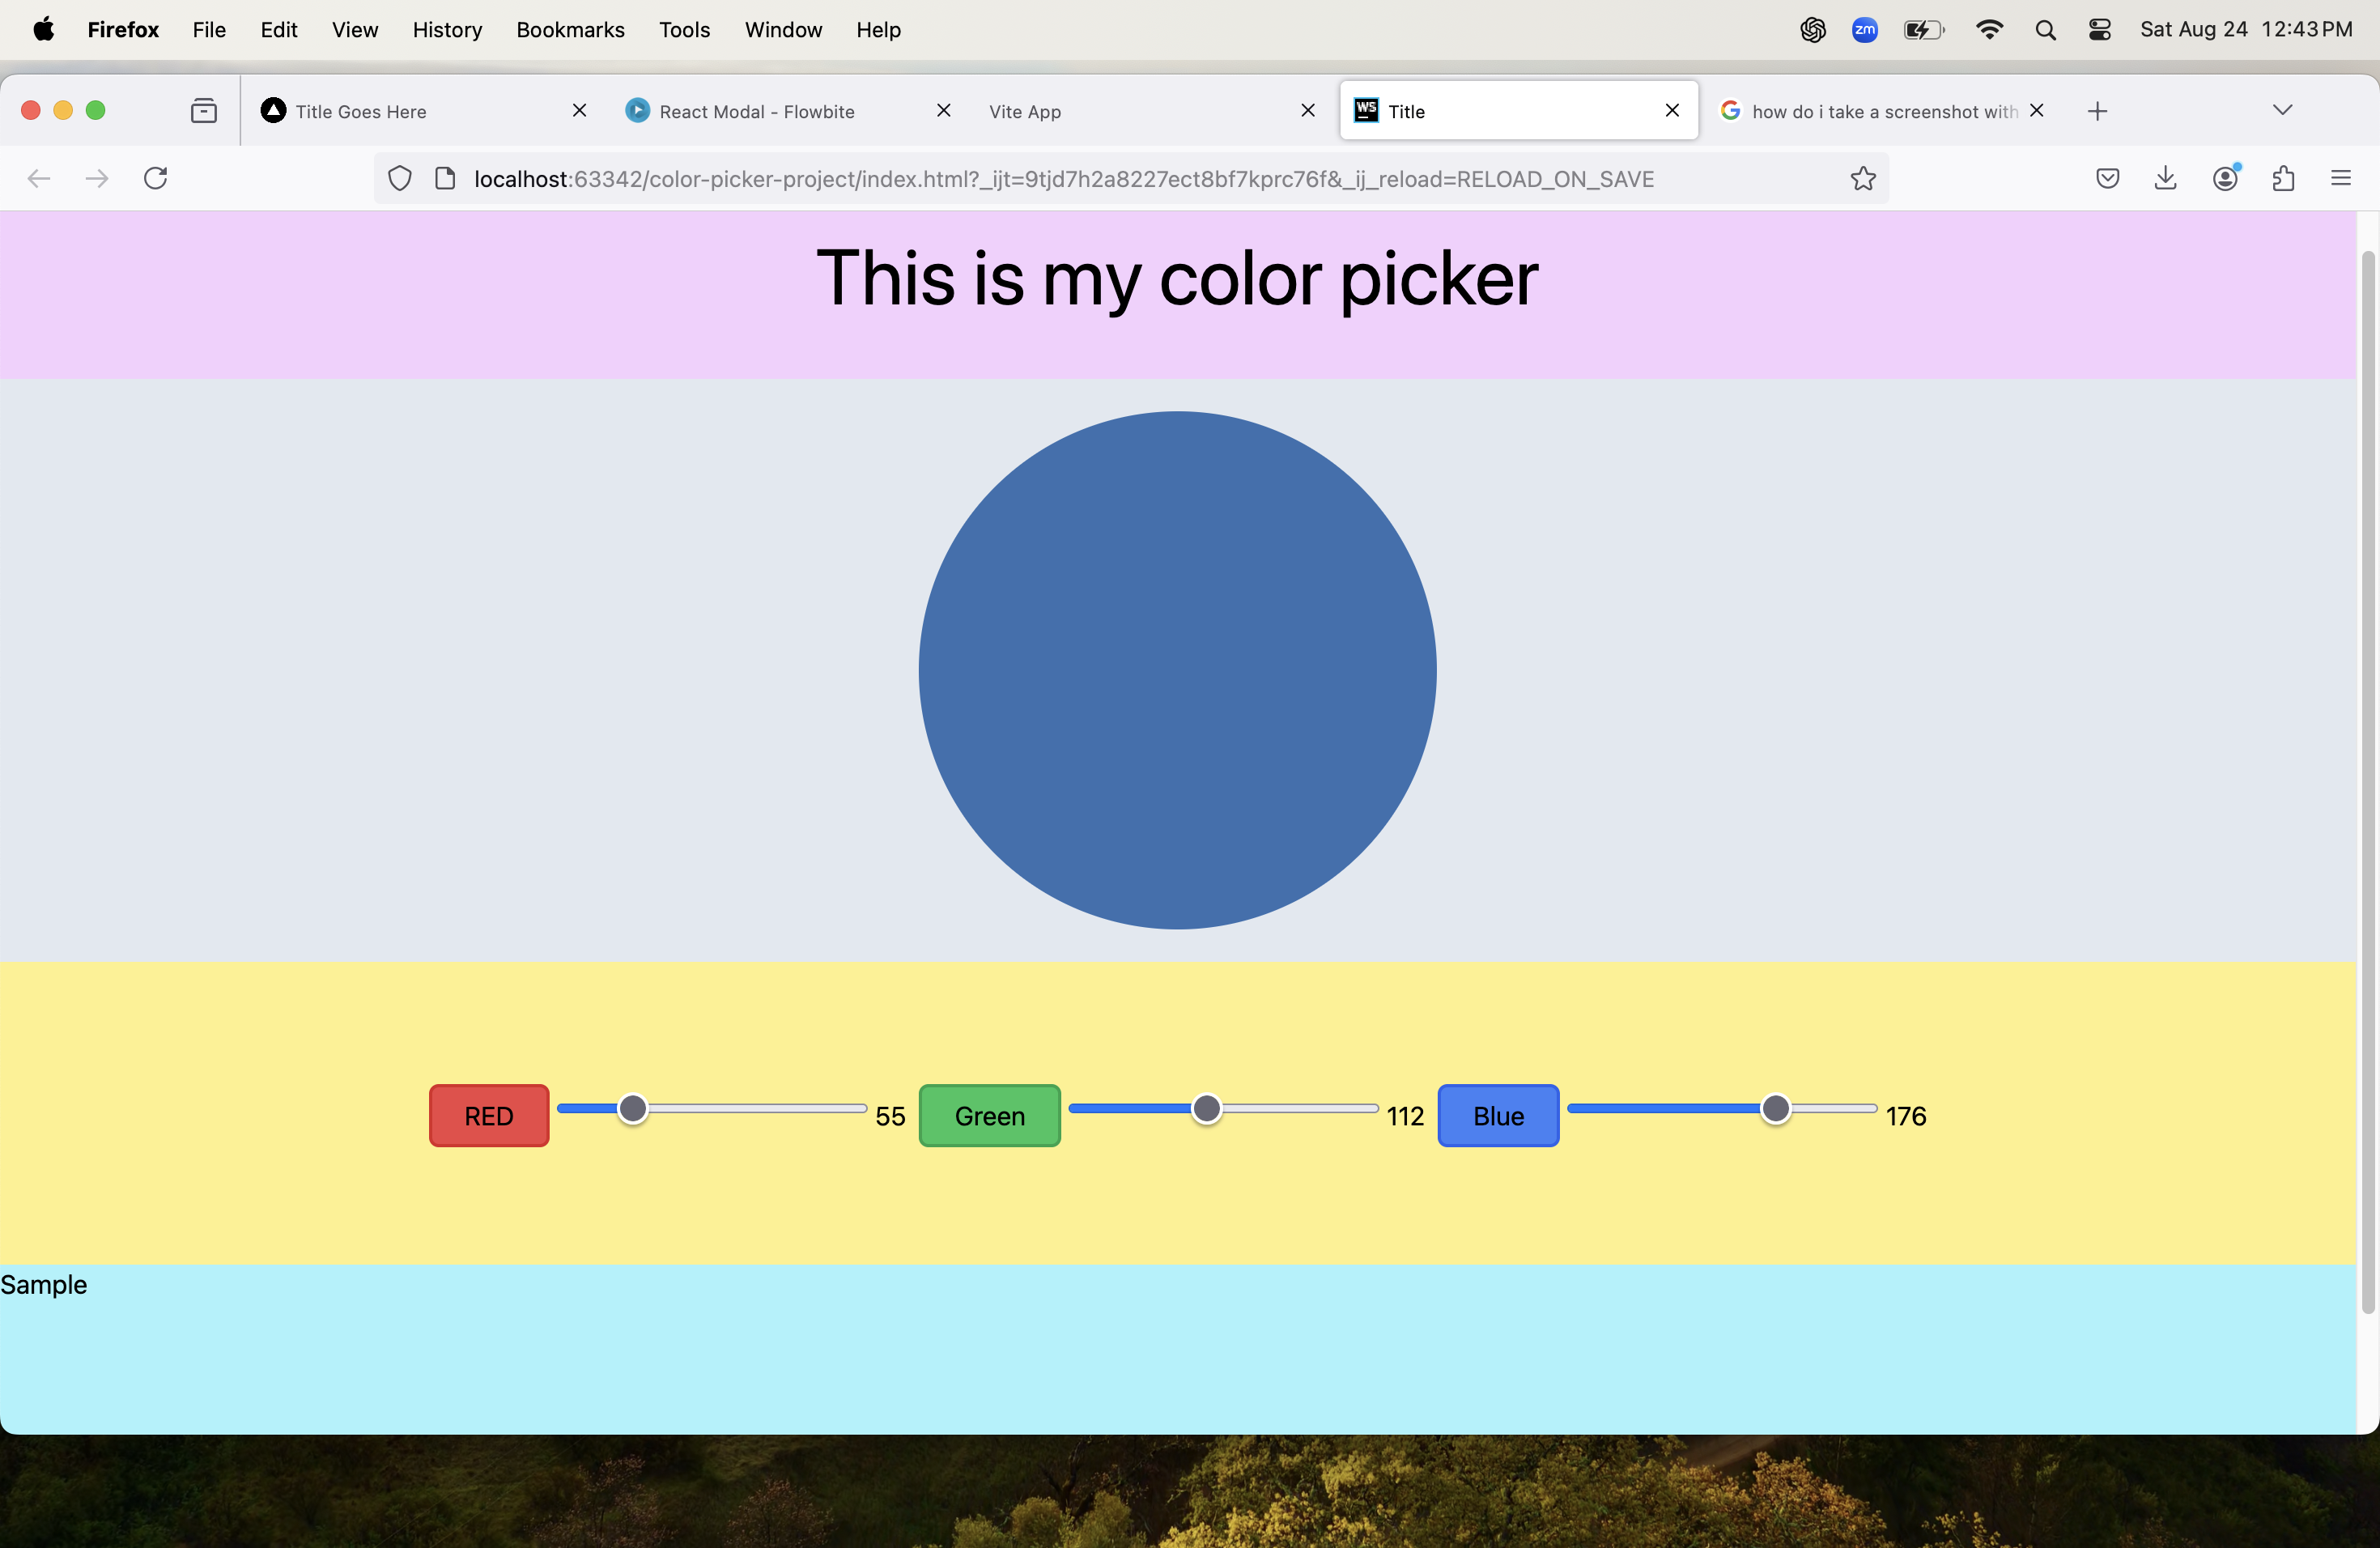 Firefox File Edit View History Bookmarks Tools Window Help zm Sat Aug 24 12:43 PM
Title Goes Here React Modal - Flowbite Vite App WS Title how do i take a screenshot with
localhost:63342/color-picker-project/index.html?_ijt=9tjd7h2a8227ect8bf7kprc76f&_ij_reload=RELOAD_ON_SAVE
This is my color picker
RED 55 Green 112 Blue 176
Sample